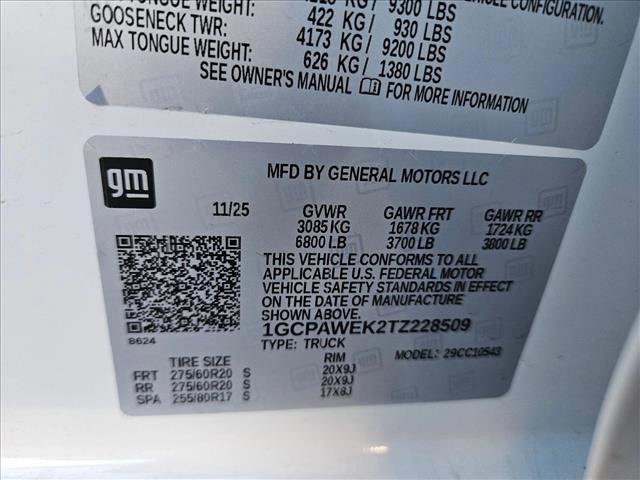 9300 LBS
VEHICLE CONFIGURATION.
GOOSENECK TWR: 422 KG/ 930 LBS
4173 KG/ 9200 LBS
MAX TONGUE WEIGHT: 626 KG/ 1380 LBS
SEE OWNER'S MANUAL FOR MORE INFORMATION
gm
MFD BY GENERAL MOTORS LLC
11/25 GVWR GAWR FRT GAWR RR
3085 KG 1678 KG 1724 KG
6800 LB 3700 LB 3800 LB
THIS VEHICLE CONFORMS TO ALL
APPLICABLE U.S. FEDERAL MOTOR
VEHICLE SAFETY STANDARDS IN EFFECT
ON THE DATE OF MANUFACTURE
SHOWN ABOVE.
1GCPAWEK2TZ228509
8624
TYPE: TRUCK MODEL: 29CC10543
TIRE SIZE RIM
FRT 275/60R20 S 20X9J
RR 275/60R20 S 20X9J
SPA 255/80R17 S 17X8J